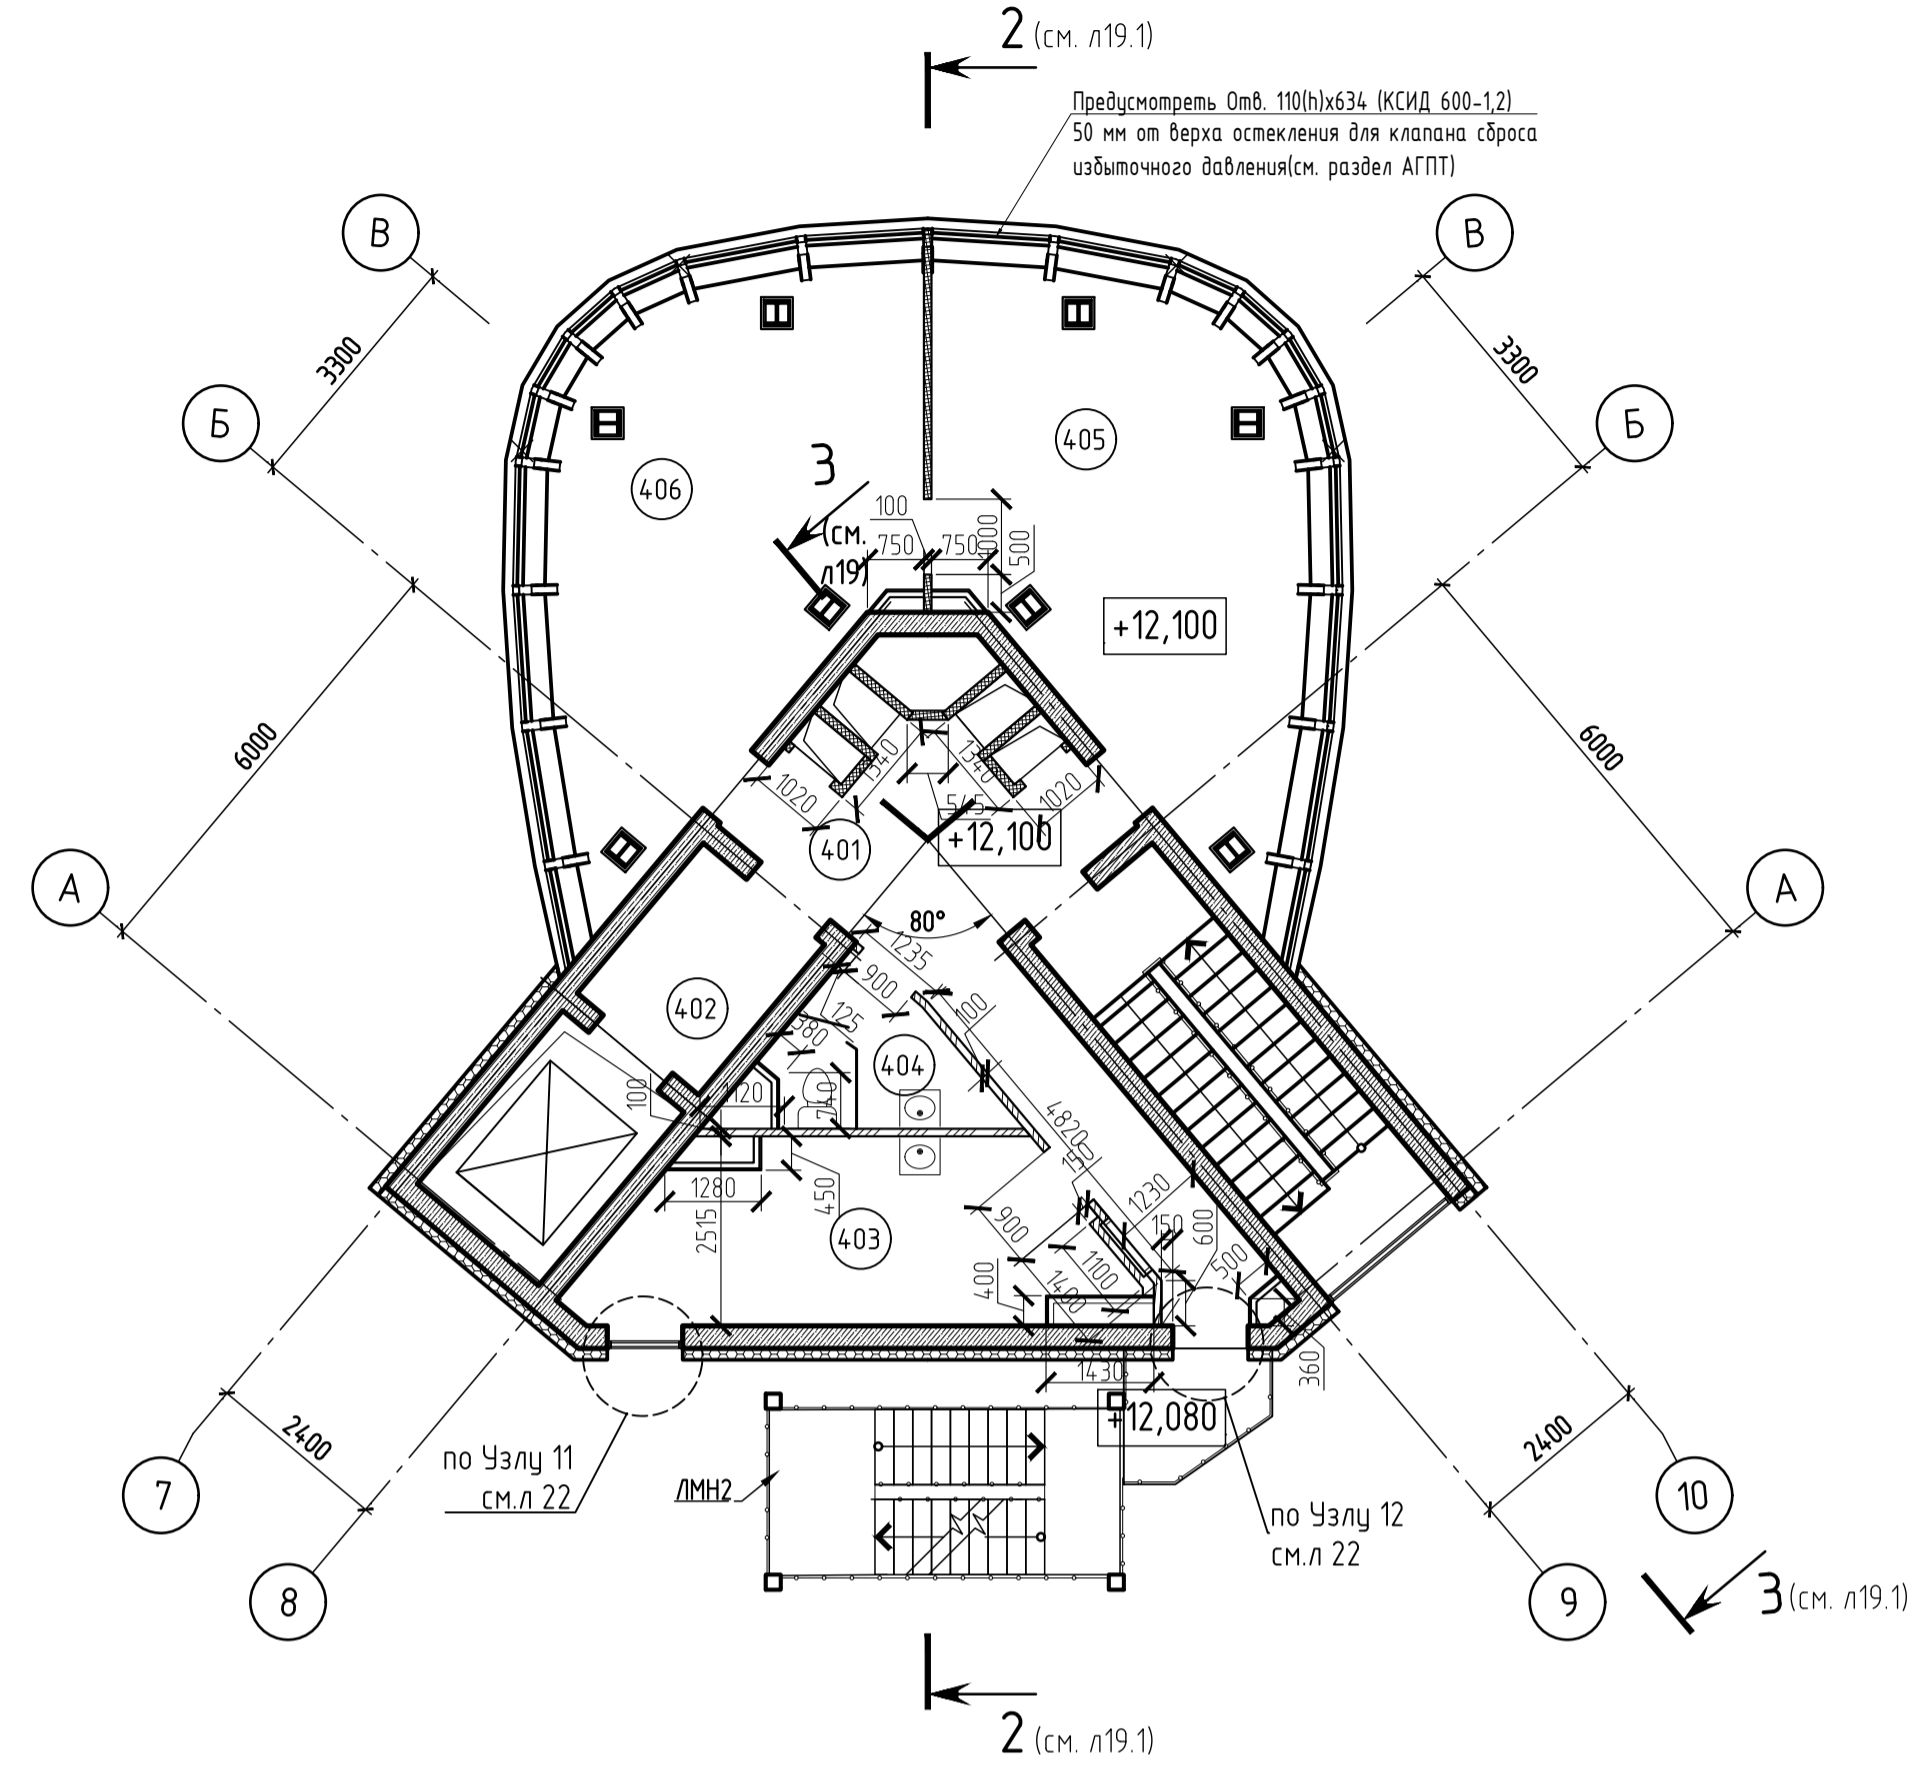 2 (см. л19.1)
Предусмотреть Отв. 110(h)х634 (КСИД 600-1,2)
50 мм от верха остекления для клапана сброса
избыточного давления(см. раздел АГПТ)
В
В
3300
3300
Б
Б
405
406
3
(см.
л19)
100
750
750
1000
500
+12,100
6000
6000
1340
1340
1020
1020
545
+12,100
401
А
А
80°
1235
900
402
125
380
100
404
100
1120
740
4820
150
1280
450
2515
403
1230
900
150
600
500
400
1100
1400
1430
360
+12,080
2400
2400
по Узлу 11
см.л 22
ЛМН2
по Узлу 12
см.л 22
7
10
8
9
3 (см. л19.1)
2 (см. л19.1)